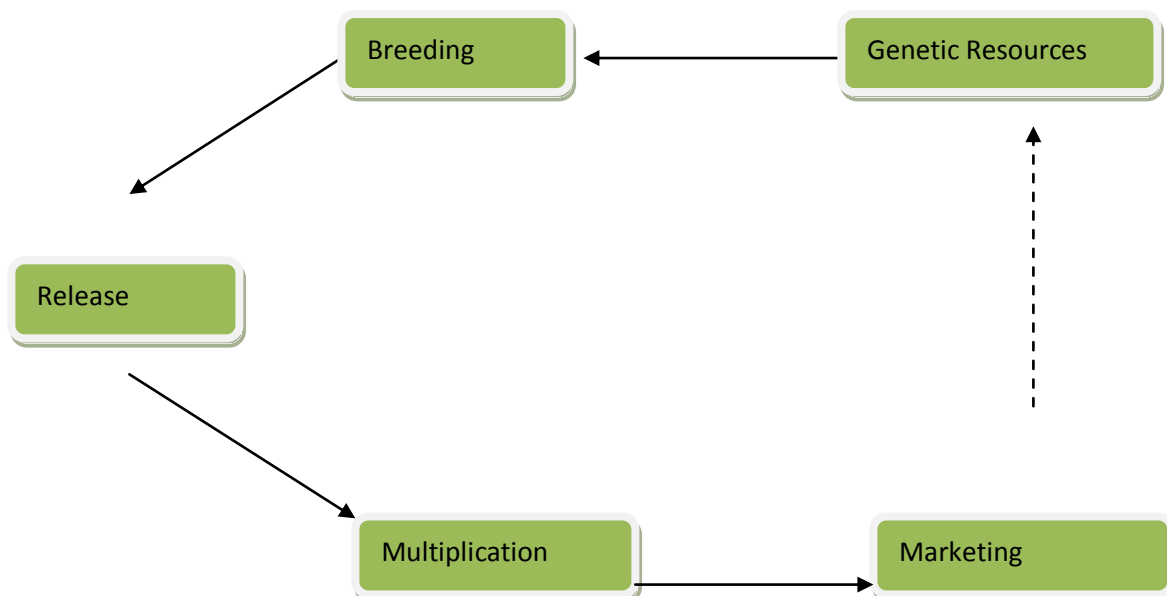 Breeding
Genetic Resources
Release
Multiplication
Marketing